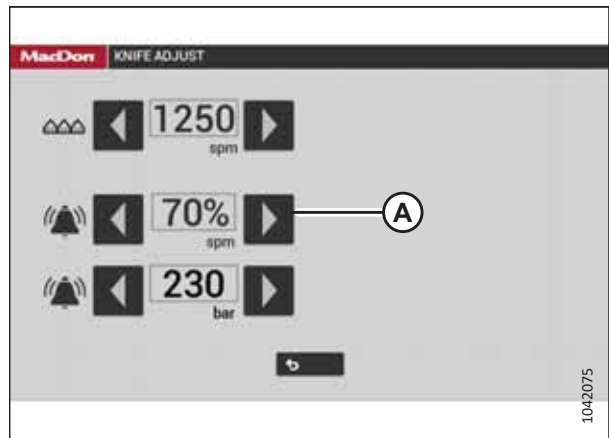 MacDon KNIFE ADJUST
1250
spm
70%
spm
A
230
bar
1042075